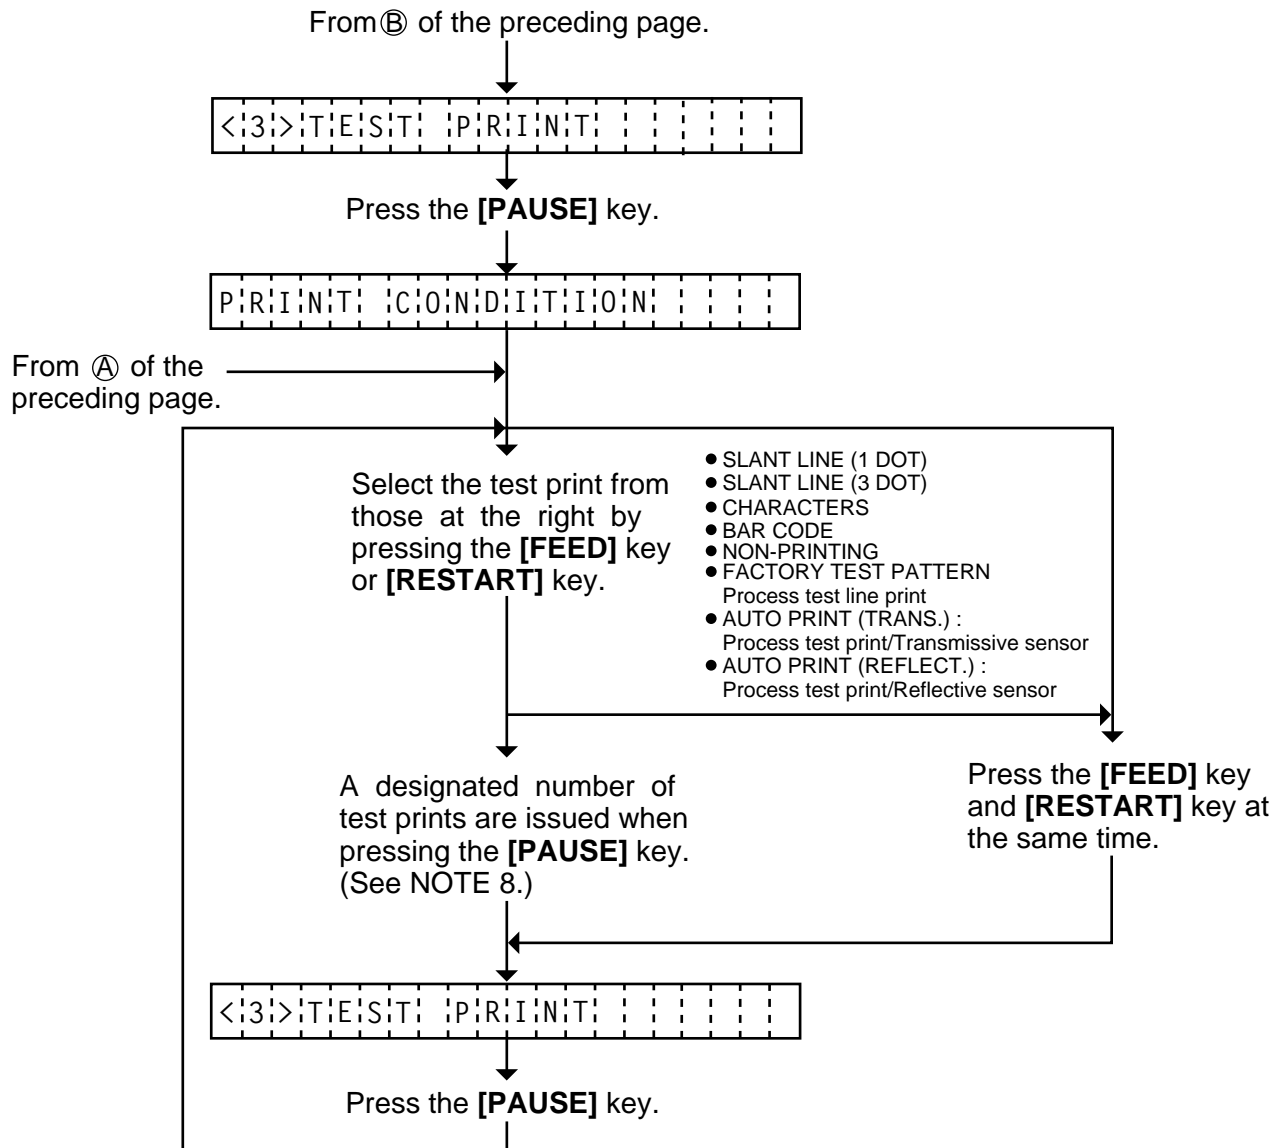 From Ⓑ of the preceding page.
<3>TEST PRINT
Press the [PAUSE] key.
PRINT CONDITION
From Ⓐ of the
preceding page.
Select the test print from
those at the right by
pressing the [FEED] key
or [RESTART] key.
● SLANT LINE (1 DOT)
● SLANT LINE (3 DOT)
● CHARACTERS
● BAR CODE
● NON-PRINTING
● FACTORY TEST PATTERN
Process test line print
● AUTO PRINT (TRANS.) :
Process test print/Transmissive sensor
● AUTO PRINT (REFLECT.) :
Process test print/Reflective sensor
A designated number of
test prints are issued when
pressing the [PAUSE] key.
(See NOTE 8.)
Press the [FEED] key
and [RESTART] key at
the same time.
<3>TEST PRINT
Press the [PAUSE] key.